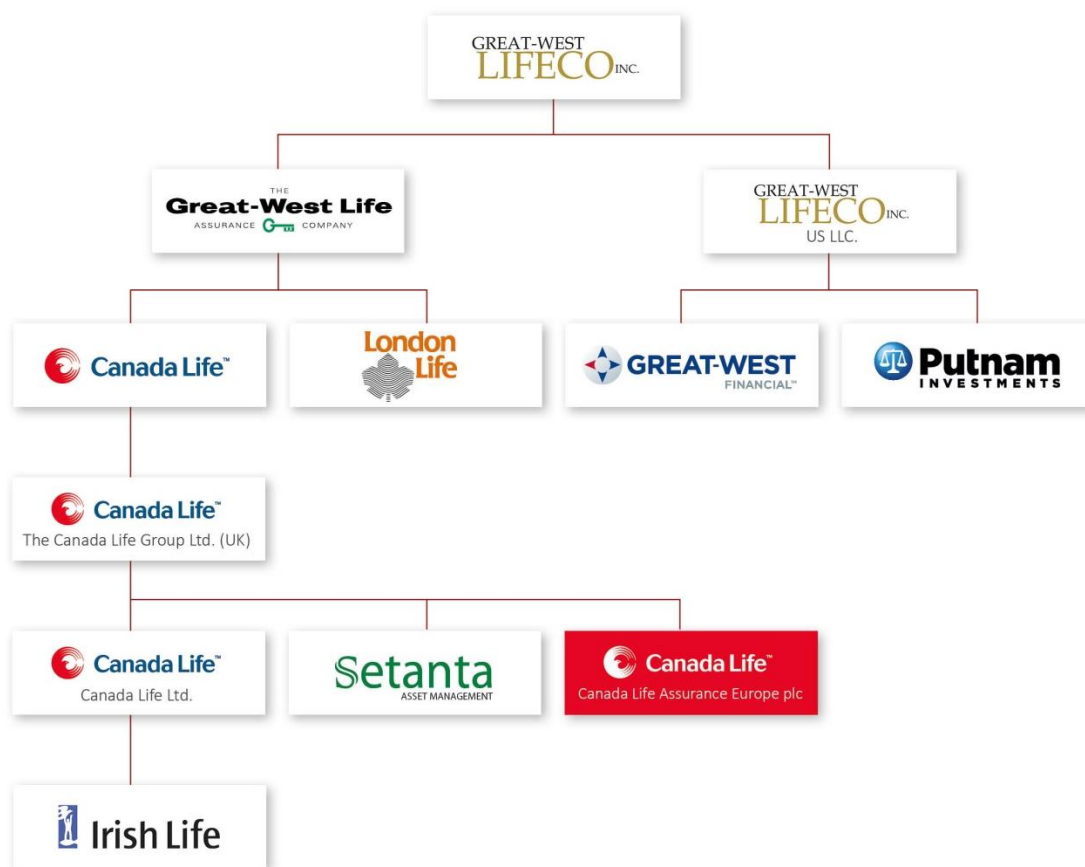 GREAT-WEST
LIFECO INC.
THE
Great-West Life
ASSURANCE COMPANY
GREAT-WEST
LIFECO INC.
US LLC.
Canada Life™
London
Life
GREAT-WEST
FINANCIAL™
Putnam
INVESTMENTS
Canada Life™
The Canada Life Group Ltd. (UK)
Canada Life™
Canada Life Ltd.
Setanta
ASSET MANAGEMENT
Canada Life™
Canada Life Assurance Europe plc
Irish Life